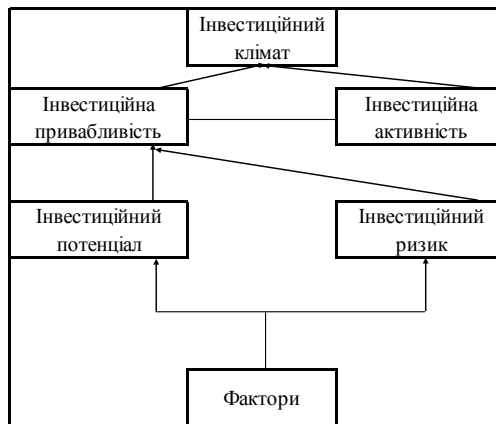 Інвестиційний
клімат
Інвестиційна
привабливість
Інвестиційна
активність
Інвестиційний
потенціал
Інвестиційний
ризик
Фактори